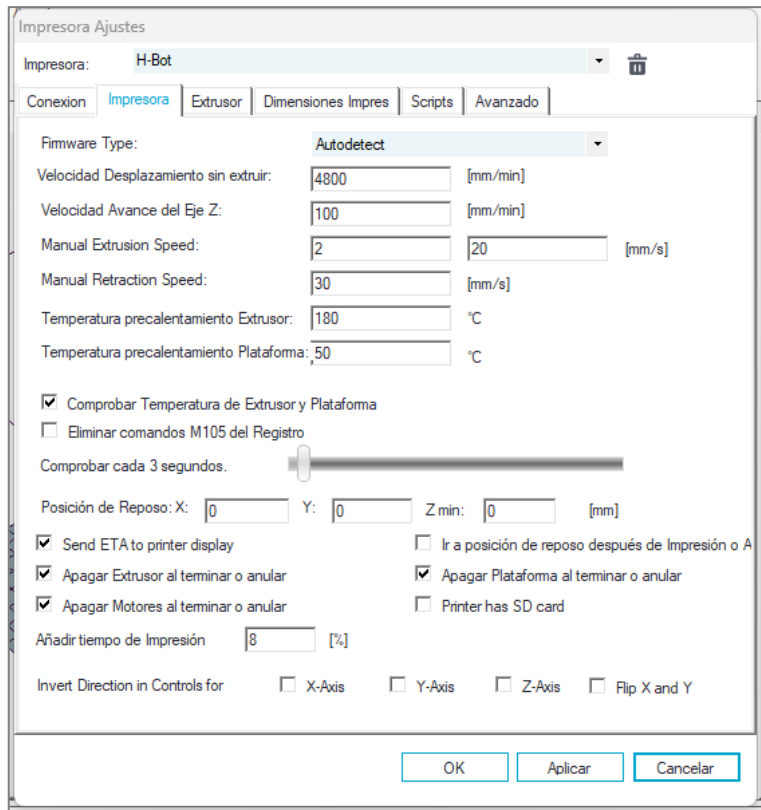 Impresora Ajustes
Impresora: H-Bot
Conexion Impresora Extrusor Dimensiones Impres Scripts Avanzado
Firmware Type: Autodetect
Velocidad Desplazamiento sin extruir: 4800 [mm/min]
Velocidad Avance del Eje Z: 100 [mm/min]
Manual Extrusion Speed: 2 20 [mm/s]
Manual Retraction Speed: 30 [mm/s]
Temperatura precalentamiento Extrusor: 180 °C
Temperatura precalentamiento Plataforma: 50 °C
Comprobar Temperatura de Extrusor y Plataforma
Eliminar comandos M105 del Registro
Comprobar cada 3 segundos.
Posición de Reposo: X: 0 Y: 0 Z min: 0 [mm]
Send ETA to printer display Ir a posición de reposo después de Impresión o A
Apagar Extrusor al terminar o anular Apagar Plataforma al terminar o anular
Apagar Motores al terminar o anular Printer has SD card
Añadir tiempo de Impresión 8 [%]
Invert Direction in Controls for X-Axis Y-Axis Z-Axis Flip X and Y
OK Aplicar Cancelar